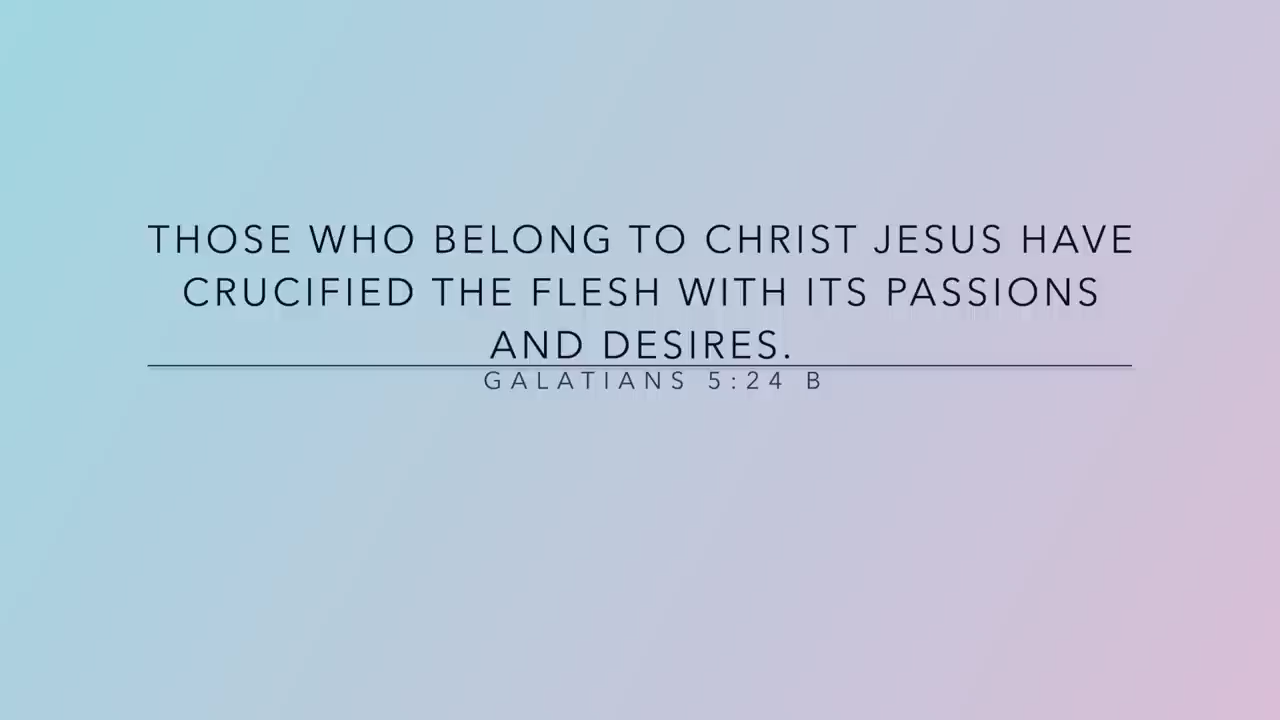 THOSE WHO BELONG TO CHRIST JESUS HAVE
CRUCIFIED THE FLESH WITH ITS PASSIONS
AND DESIRES.
GALATIANS 5:24 B